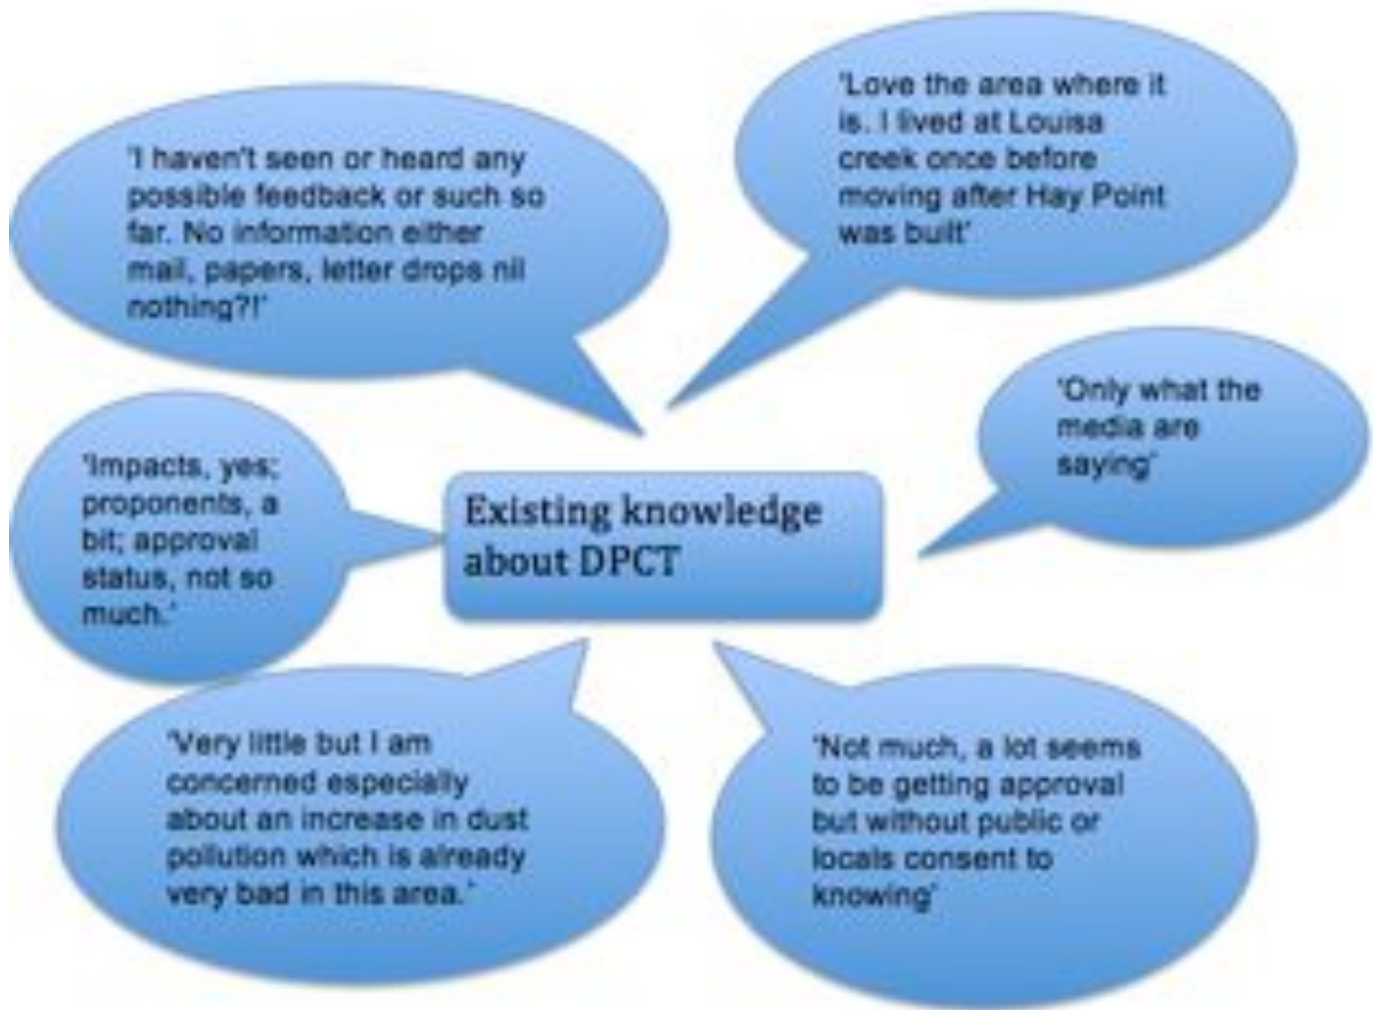 'I haven't seen or heard any
possible feedback or such so
far. No information either
mail, papers, letter drops nil
nothing?!'
'Love the area where it
is. I lived at Louisa
creek once before
moving after Hay Point
was built'
'Only what the
media are
saying'
'Impacts, yes;
proponents, a
bit; approval
status, not so
much.'
Existing knowledge
about DPCT
'Very little but I am
concerned especially
about an increase in dust
pollution which is already
very bad in this area.'
'Not much, a lot seems
to be getting approval
but without public or
locals consent to
knowing'